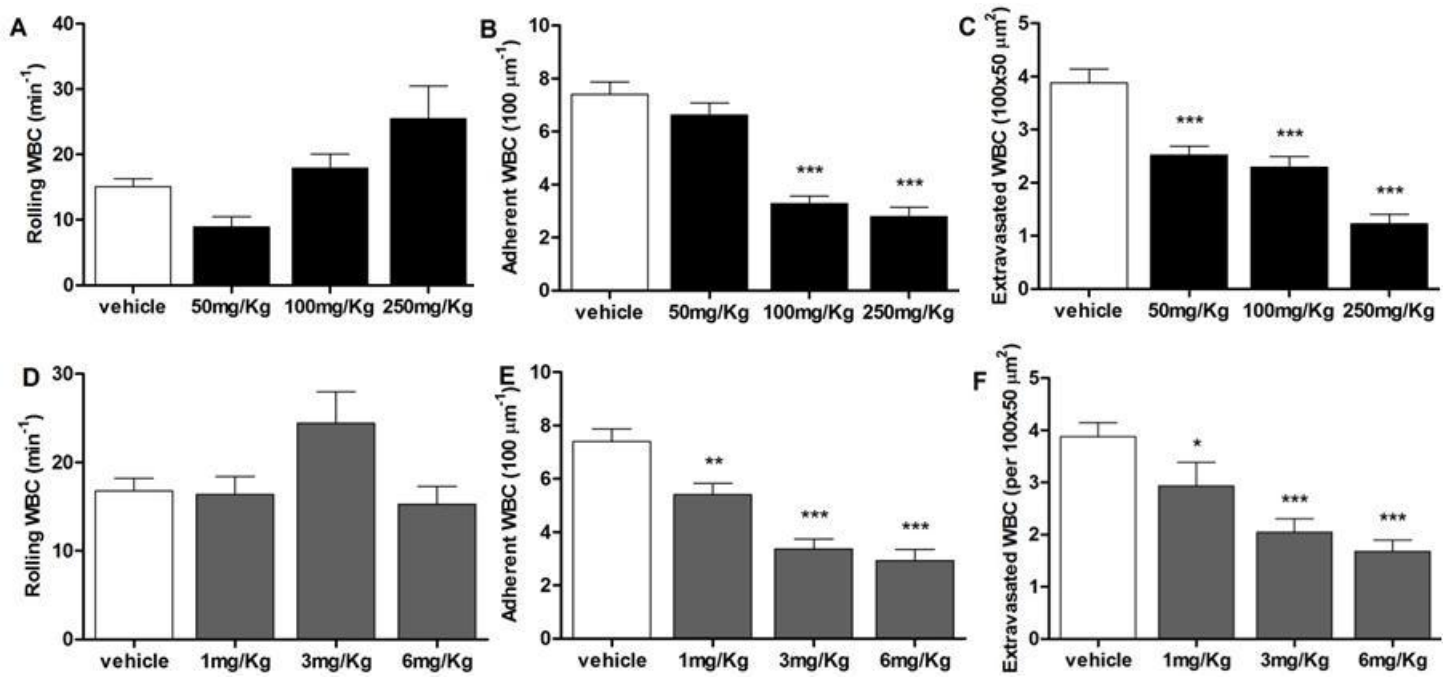 A
Rolling WBC (min⁻¹)
40
30
20
10
0
vehicle 50mg/Kg 100mg/Kg 250mg/Kg
B
Adherent WBC (100 μm⁻¹)
10
8
6
4
2
0
***
***
vehicle 50mg/Kg 100mg/Kg 250mg/Kg
C
Extravasated WBC (100x50 μm²)
5
4
3
2
1
0
***
***
***
vehicle 50mg/Kg 100mg/Kg 250mg/Kg
D
Rolling WBC (min⁻¹)
30
20
10
0
vehicle 1mg/Kg 3mg/Kg 6mg/Kg
E
Adherent WBC (100 μm⁻¹)
10
8
6
4
2
0
**
***
***
vehicle 1mg/Kg 3mg/Kg 6mg/Kg
F
Extravasated WBC (per 100x50 μm²)
5
4
3
2
1
0
*
***
***
vehicle 1mg/Kg 3mg/Kg 6mg/Kg